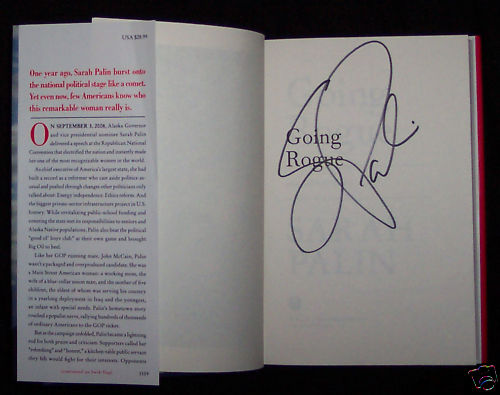 USA $28.99
One year ago, Sarah Palin burst onto
the national political stage like a comet.
Yet even now, few Americans know who
this remarkable woman really is.
ON SEPTEMBER 3, 2008, Alaska Governor
and vice presidential nominee Sarah Palin
delivered a speech at the Republican National
Convention that electrified the nation and instantly made
her one of the most recognizable women in the world.
As chief executive of America's largest state, she had
built a record as a reformer who cast aside politics-as-
usual and pushed through changes other politicians only
talked about: Energy independence. Ethics reform. And
the biggest private-sector infrastructure project in U.S.
history. While revitalizing public-school funding and
ensuring the state met its responsibilities to seniors and
Alaska Native populations, Palin also beat the political
"good ol' boys club" at their own game and brought
Big Oil to heel.
Like her GOP running mate, John McCain, Palin
wasn't a packaged and overproduced candidate. She was
a Main Street American woman: a working mom, the
wife of a blue-collar union man, and the mother of five
children, the eldest of whom was serving his country
in a yearlong deployment in Iraq and the youngest,
an infant with special needs. Palin's hometown story
touched a populist nerve, rallying hundreds of thousands
of ordinary Americans to the GOP ticket.
But as the campaign unfolded, Palin became a lightning
rod for both praise and criticism. Supporters called her
"refreshing" and "honest," a kitchen-table public servant
they felt would fight for their interests. Opponents
continued on back flap
1109
Going
Rogue